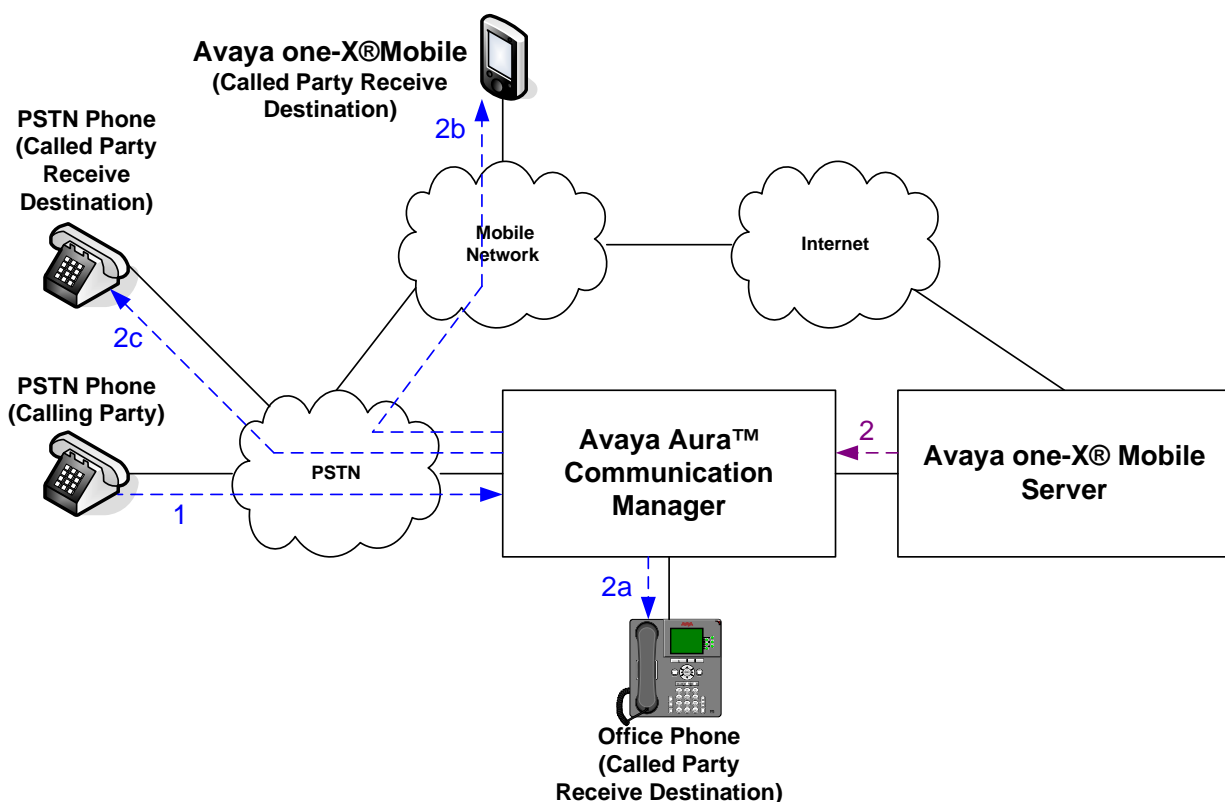 Avaya one-X®Mobile
(Called Party Receive
Destination)
PSTN Phone
(Called Party
Receive
Destination)
2b
Mobile
Network
Internet
2c
PSTN Phone
(Calling Party)
PSTN
1
Avaya Aura™
Communication
Manager
2
Avaya one-X® Mobile
Server
2a
Office Phone
(Called Party
Receive Destination)